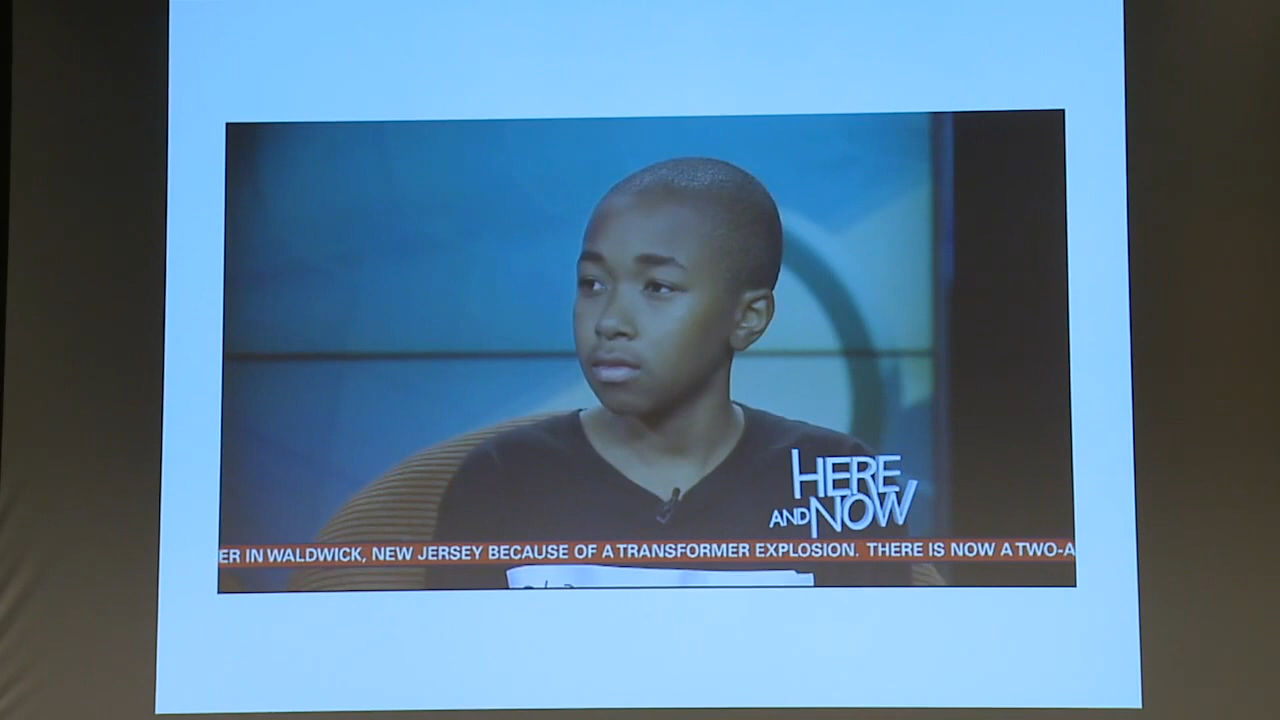 HERE
AND NOW
ER IN WALDWICK, NEW JERSEY BECAUSE OF A TRANSFORMER EXPLOSION. THERE IS NOW A TWO-A